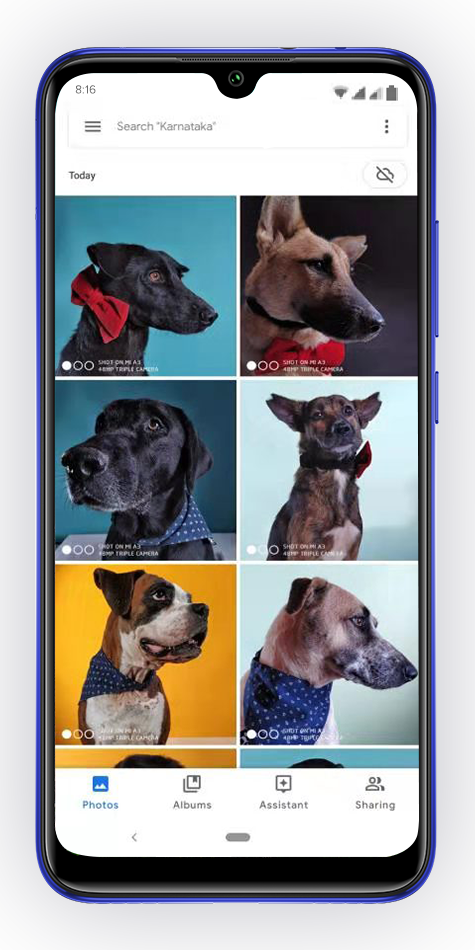 8:16
Search "Karnataka"
Today
SHOT ON MI A3
48MP TRIPLE CAMERA
SHOT ON MI A3
48MP TRIPLE CAMERA
SHOT ON MI A3
48MP TRIPLE CAMERA
SHOT ON MI A3
48MP TRIPLE CAMERA
SHOT ON MI A3
48MP TRIPLE CAMERA
SHOT ON MI A3
48MP TRIPLE CAMERA
Photos
Albums
Assistant
Sharing